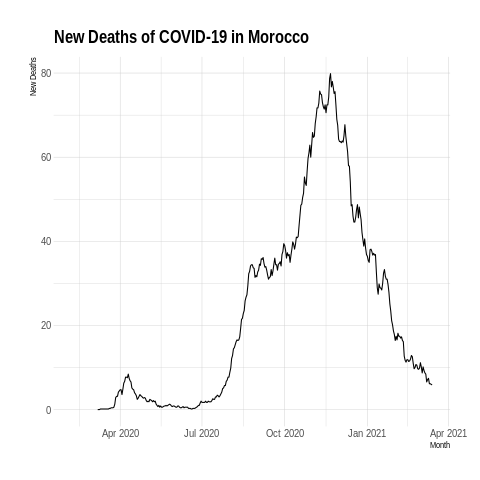 New Deaths of COVID-19 in Morocco
New Deaths
80
60
40
20
0
Apr 2020
Jul 2020
Oct 2020
Jan 2021
Apr 2021
Month